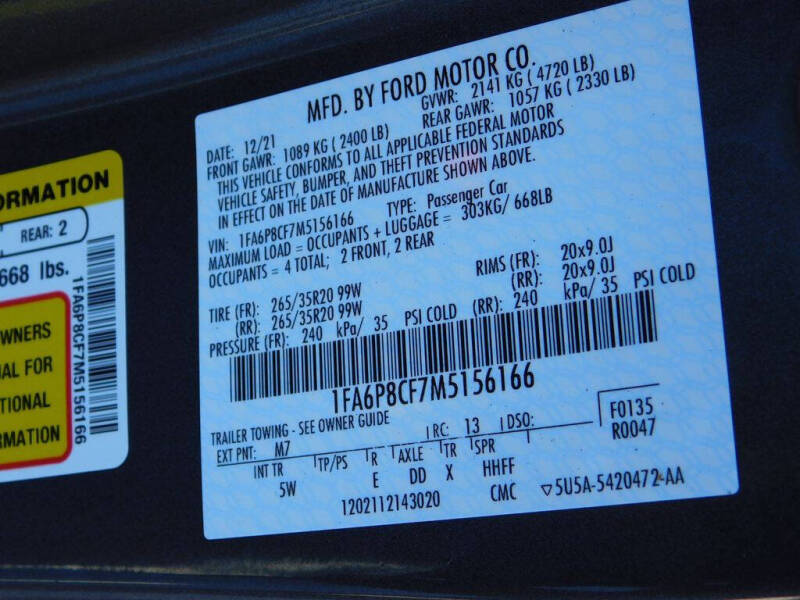 ORMATION
REAR: 2
668 lbs.
WNERS
AL FOR
TIONAL
RMATION
1FA6P8CF7M5156166
MFD. BY FORD MOTOR CO.
DATE: 12/21 GVWR: 2141 KG ( 4720 LB)
FRONT GAWR: 1089 KG ( 2400 LB) REAR GAWR: 1057 KG ( 2330 LB)
THIS VEHICLE CONFORMS TO ALL APPLICABLE FEDERAL MOTOR
VEHICLE SAFETY, BUMPER, AND THEFT PREVENTION STANDARDS
IN EFFECT ON THE DATE OF MANUFACTURE SHOWN ABOVE.
VIN: 1FA6P8CF7M5156166 TYPE: Passenger Car
MAXIMUM LOAD = OCCUPANTS + LUGGAGE = 303KG/ 668LB
OCCUPANTS = 4 TOTAL; 2 FRONT, 2 REAR
TIRE (FR): 265/35R20 99W RIMS (FR): 20x9.0J
(RR): 265/35R20 99W (RR): 20x9.0J
PRESSURE (FR): 240 kPa/ 35 PSI COLD (RR): 240 kPa/ 35 PSI COLD
1FA6P8CF7M5156166
TRAILER TOWING - SEE OWNER GUIDE
EXT PNT: M7 RC: 13 DSO: F0135
R0047
INT TR TP/PS R AXLE TR SPR
5W E DD X HHFF
1202112143020 CMC ▽5U5A-5420472-AA